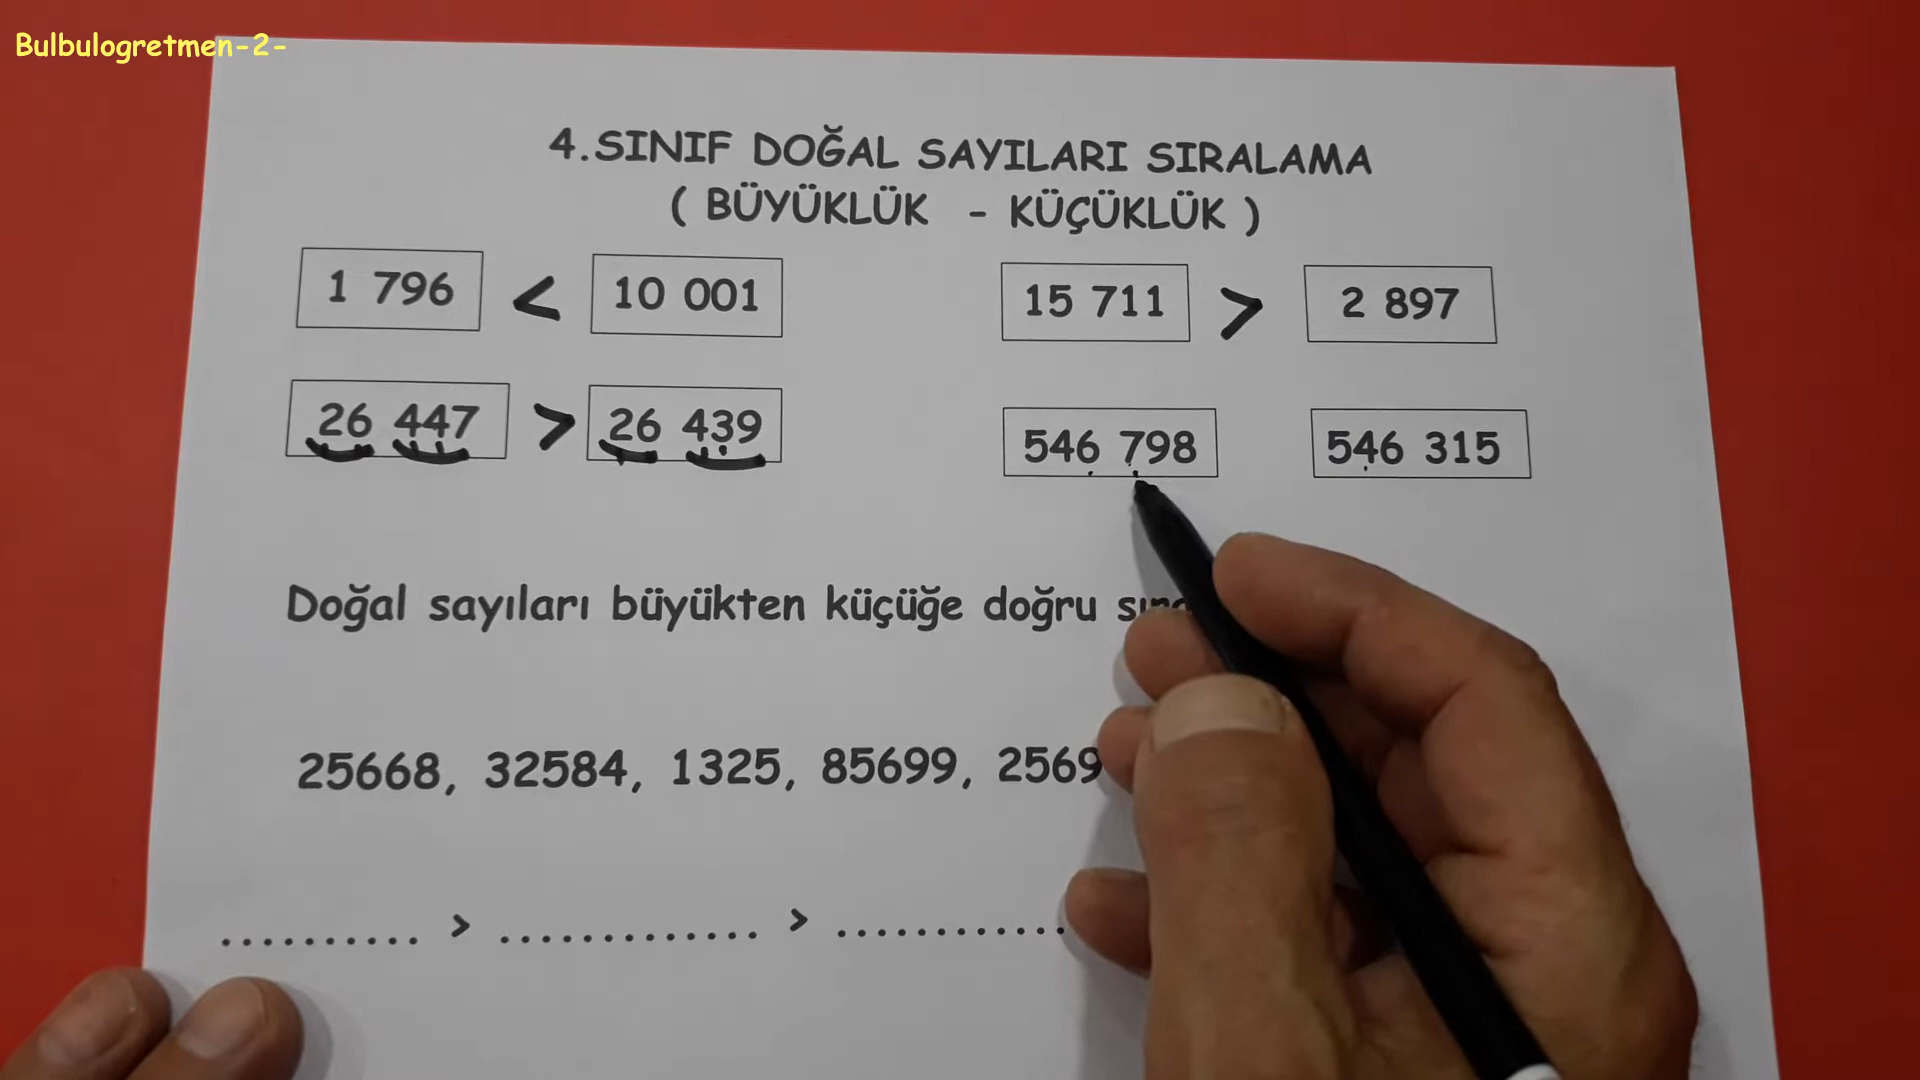 Bulbulogretmen-2-
4.SINIF DOĞAL SAYILARI SIRALAMA
( BÜYÜKLÜK - KÜÇÜKLÜK )
1 796 < 10 001 15 711 > 2 897
26 447 > 26 439 546 798 546 315
Doğal sayıları büyükten küçüğe doğru
25668, 32584, 1325, 85699, 2569
.......... > ............. > ............